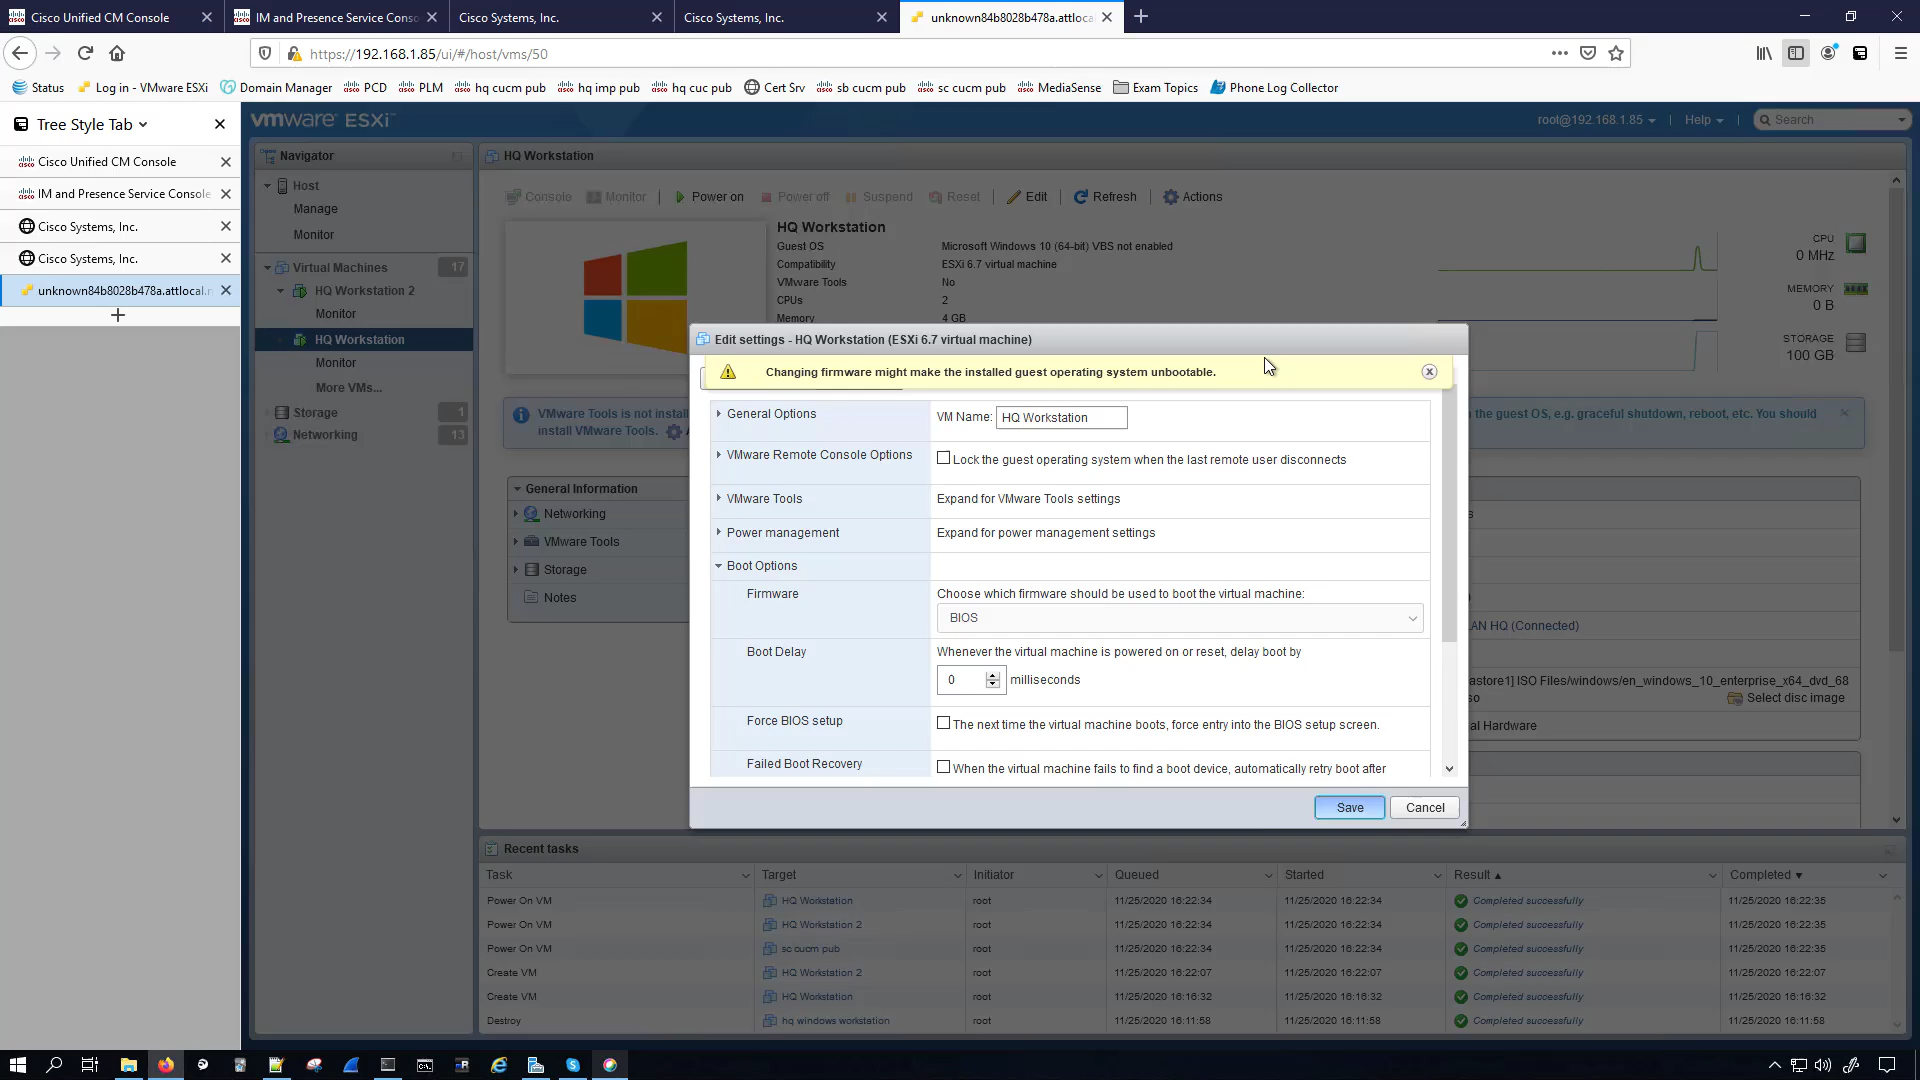 Cisco Unified CM Console
IM and Presence Service Conso
Cisco Systems, Inc.
Cisco Systems, Inc.
unknown84b8028b478a.attloca
https://192.168.1.85/ui/#/host/vms/50
Status
Log in - VMware ESXi
Domain Manager
PCD
PLM
hq cucm pub
hq imp pub
hq cuc pub
Cert Srv
sb cucm pub
sc cucm pub
MediaSense
Exam Topics
Phone Log Collector
Tree Style Tab
Cisco Unified CM Console
IM and Presence Service Console
Cisco Systems, Inc.
Cisco Systems, Inc.
unknown84b8028b478a.attlocal.n
vmware ESXi
root@192.168.1.85
Help
Search
Navigator
Host
Manage
Monitor
Virtual Machines 17
HQ Workstation 2
Monitor
HQ Workstation
Monitor
More VMs...
Storage 1
Networking 13
HQ Workstation
Console
Monitor
Power on
Power off
Suspend
Reset
Edit
Refresh
Actions
HQ Workstation
Guest OS Microsoft Windows 10 (64-bit) VBS not enabled
Compatibility ESXi 6.7 virtual machine
VMware Tools No
CPUs 2
Memory 4 GB
CPU
0 MHz
MEMORY
0 B
STORAGE
100 GB
VMware Tools is not instal
install VMware Tools.
the guest OS, e.g. graceful shutdown, reboot, etc. You should
General Information
Networking
VMware Tools
Storage
Notes
AN HQ (Connected)
astore1] ISO Files/windows/en_windows_10_enterprise_x64_dvd_68
so
Select disc image
al Hardware
Edit settings - HQ Workstation (ESXi 6.7 virtual machine)
Changing firmware might make the installed guest operating system unbootable.
General Options
VM Name: HQ Workstation
VMware Remote Console Options
Lock the guest operating system when the last remote user disconnects
VMware Tools
Expand for VMware Tools settings
Power management
Expand for power management settings
Boot Options
Firmware
Choose which firmware should be used to boot the virtual machine:
BIOS
Boot Delay
Whenever the virtual machine is powered on or reset, delay boot by
0 milliseconds
Force BIOS setup
The next time the virtual machine boots, force entry into the BIOS setup screen.
Failed Boot Recovery
When the virtual machine fails to find a boot device, automatically retry boot after
Save
Cancel
Recent tasks
Task Target Initiator Queued Started Result Completed
Power On VM HQ Workstation root 11/25/2020 16:22:34 11/25/2020 16:22:34 Completed successfully 11/25/2020 16:22:35
Power On VM HQ Workstation 2 root 11/25/2020 16:22:34 11/25/2020 16:22:34 Completed successfully 11/25/2020 16:22:35
Power On VM sc cucm pub root 11/25/2020 16:22:34 11/25/2020 16:22:34 Completed successfully 11/25/2020 16:22:35
Create VM HQ Workstation 2 root 11/25/2020 16:22:07 11/25/2020 16:22:07 Completed successfully 11/25/2020 16:22:07
Create VM HQ Workstation root 11/25/2020 16:16:32 11/25/2020 16:16:32 Completed successfully 11/25/2020 16:16:32
Destroy hq windows workstation root 11/25/2020 16:11:58 11/25/2020 16:11:58 Completed successfully 11/25/2020 16:11:58